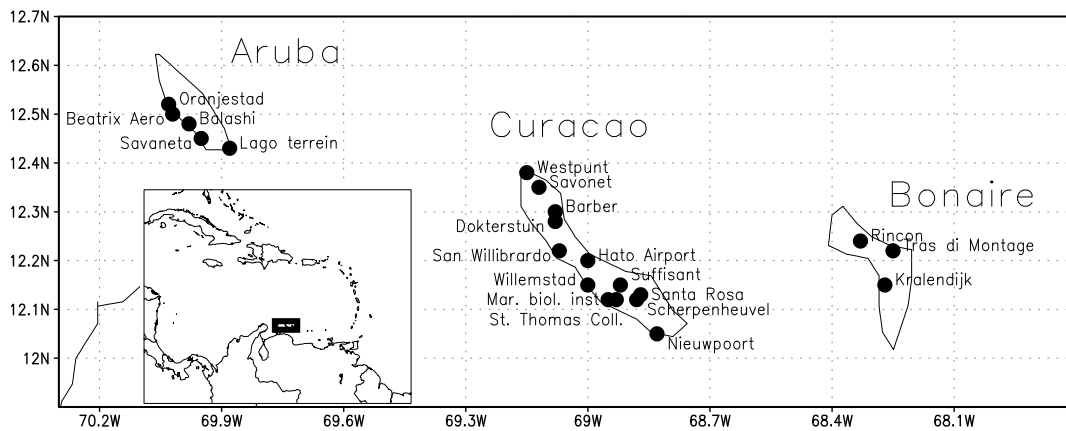 12.7N
12.6N
12.5N
12.4N
12.3N
12.2N
12.1N
12N
70.2W
69.9W
69.6W
69.3W
69W
68.7W
68.4W
68.1W
Aruba
Oranjestad
Beatrix Aero
Balashi
Savaneta
Lago terrein
Curacao
Westpunt
Savonet
Barber
Dokterstuin
San Willibrardo
Hato Airport
Suffisant
Willemstad
Santa Rosa
Mar. biol. inst
Scherpenheuvel
St. Thomas Coll.
Nieuwpoort
Bonaire
Rincon
Tras di Montage
Kralendijk